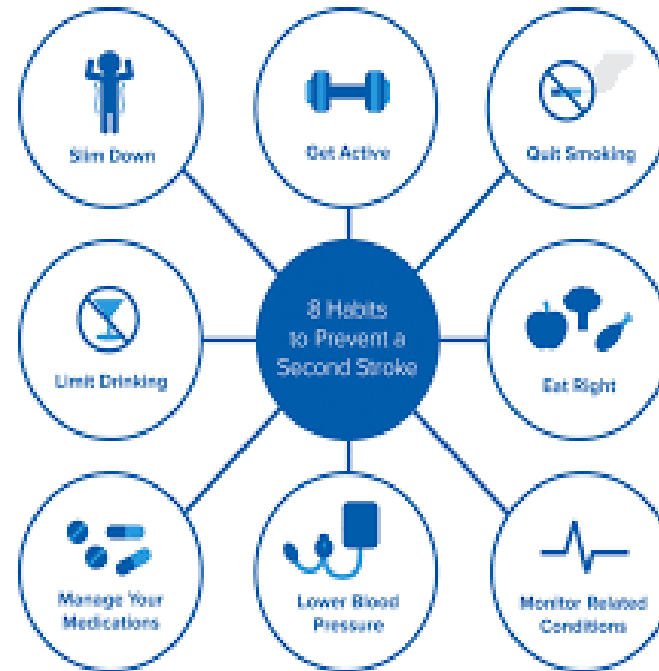 Slim Down
Get Active
Quit Smoking
8 Habits
to Prevent a
Second Stroke
Limit Drinking
Eat Right
Manage Your
Medications
Lower Blood
Pressure
Monitor Related
Conditions